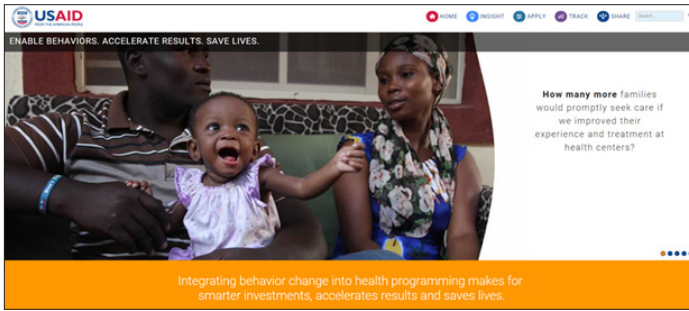 USAID
FROM THE AMERICAN PEOPLE
HOME
INSIGHT
APPLY
TRACK
SHARE
Search...
ENABLE BEHAVIORS. ACCELERATE RESULTS. SAVE LIVES.
How many more families
would promptly seek care if
we improved their
experience and treatment at
health centers?
Integrating behavior change into health programming makes for
smarter investments, accelerates results and saves lives.